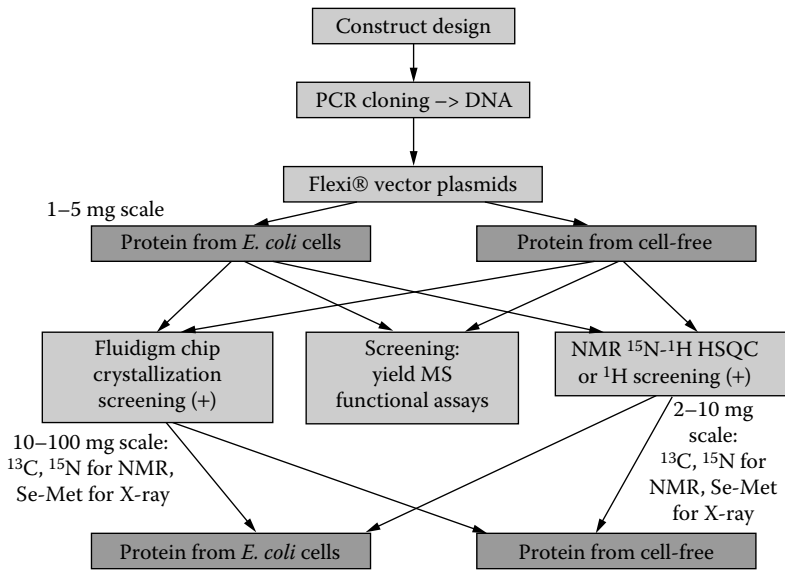 Construct design
PCR cloning –> DNA
Flexi® vector plasmids
1–5 mg scale
Protein from E. coli cells
Protein from cell-free
Fluidigm chip
crystallization
screening (+)
Screening:
yield MS
functional assays
NMR ¹⁵N-¹H HSQC
or ¹H screening (+)
10–100 mg scale:
¹³C, ¹⁵N for NMR,
Se-Met for X-ray
2–10 mg
scale:
¹³C, ¹⁵N for
NMR, Se-Met
for X-ray
Protein from E. coli cells
Protein from cell-free